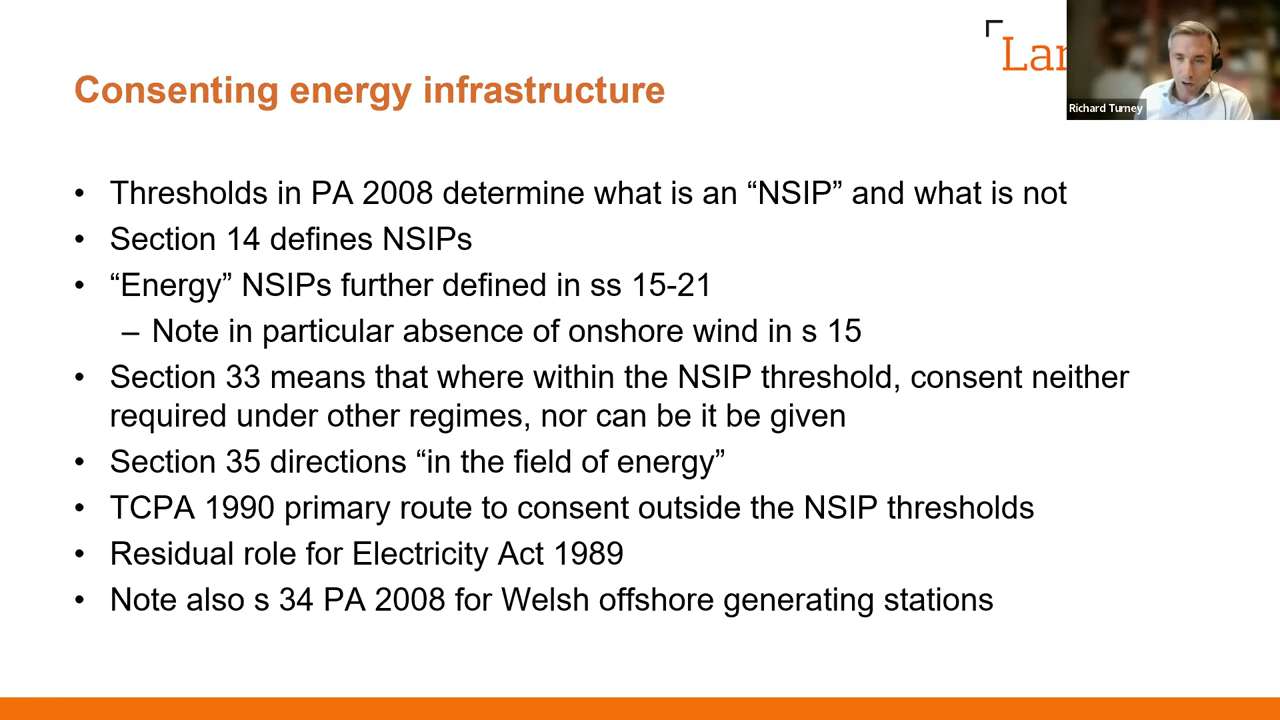 Lan
Richard Turney
Consenting energy infrastructure
• Thresholds in PA 2008 determine what is an “NSIP” and what is not
• Section 14 defines NSIPs
• “Energy” NSIPs further defined in ss 15-21
– Note in particular absence of onshore wind in s 15
• Section 33 means that where within the NSIP threshold, consent neither
required under other regimes, nor can be it be given
• Section 35 directions “in the field of energy”
• TCPA 1990 primary route to consent outside the NSIP thresholds
• Residual role for Electricity Act 1989
• Note also s 34 PA 2008 for Welsh offshore generating stations